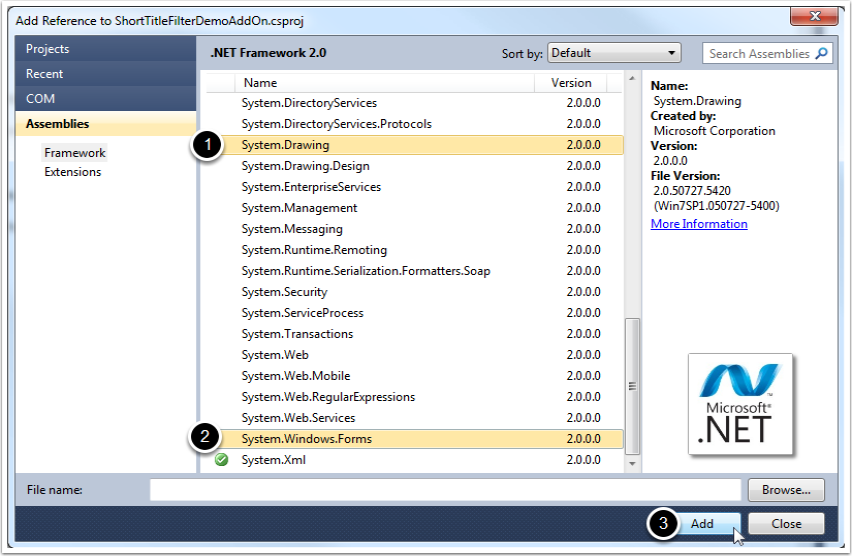 Add Reference to ShortTitleFilterDemoAddOn.csproj
Projects
Recent
COM
Assemblies
Framework
Extensions
.NET Framework 2.0
Sort by: Default
Search Assemblies
Name Version
System.DirectoryServices 2.0.0.0
System.DirectoryServices.Protocols 2.0.0.0
1 System.Drawing 2.0.0.0
System.Drawing.Design 2.0.0.0
System.EnterpriseServices 2.0.0.0
System.Management 2.0.0.0
System.Messaging 2.0.0.0
System.Runtime.Remoting 2.0.0.0
System.Runtime.Serialization.Formatters.Soap 2.0.0.0
System.Security 2.0.0.0
System.ServiceProcess 2.0.0.0
System.Transactions 2.0.0.0
System.Web 2.0.0.0
System.Web.Mobile 2.0.0.0
System.Web.RegularExpressions 2.0.0.0
System.Web.Services 2.0.0.0
2 System.Windows.Forms 2.0.0.0
System.Xml 2.0.0.0
Name:
System.Drawing
Created by:
Microsoft Corporation
Version:
2.0.0.0
File Version:
2.0.50727.5420
(Win7SP1.050727-5400)
More Information
Microsoft®
.NET
File name:
Browse...
3 Add
Close